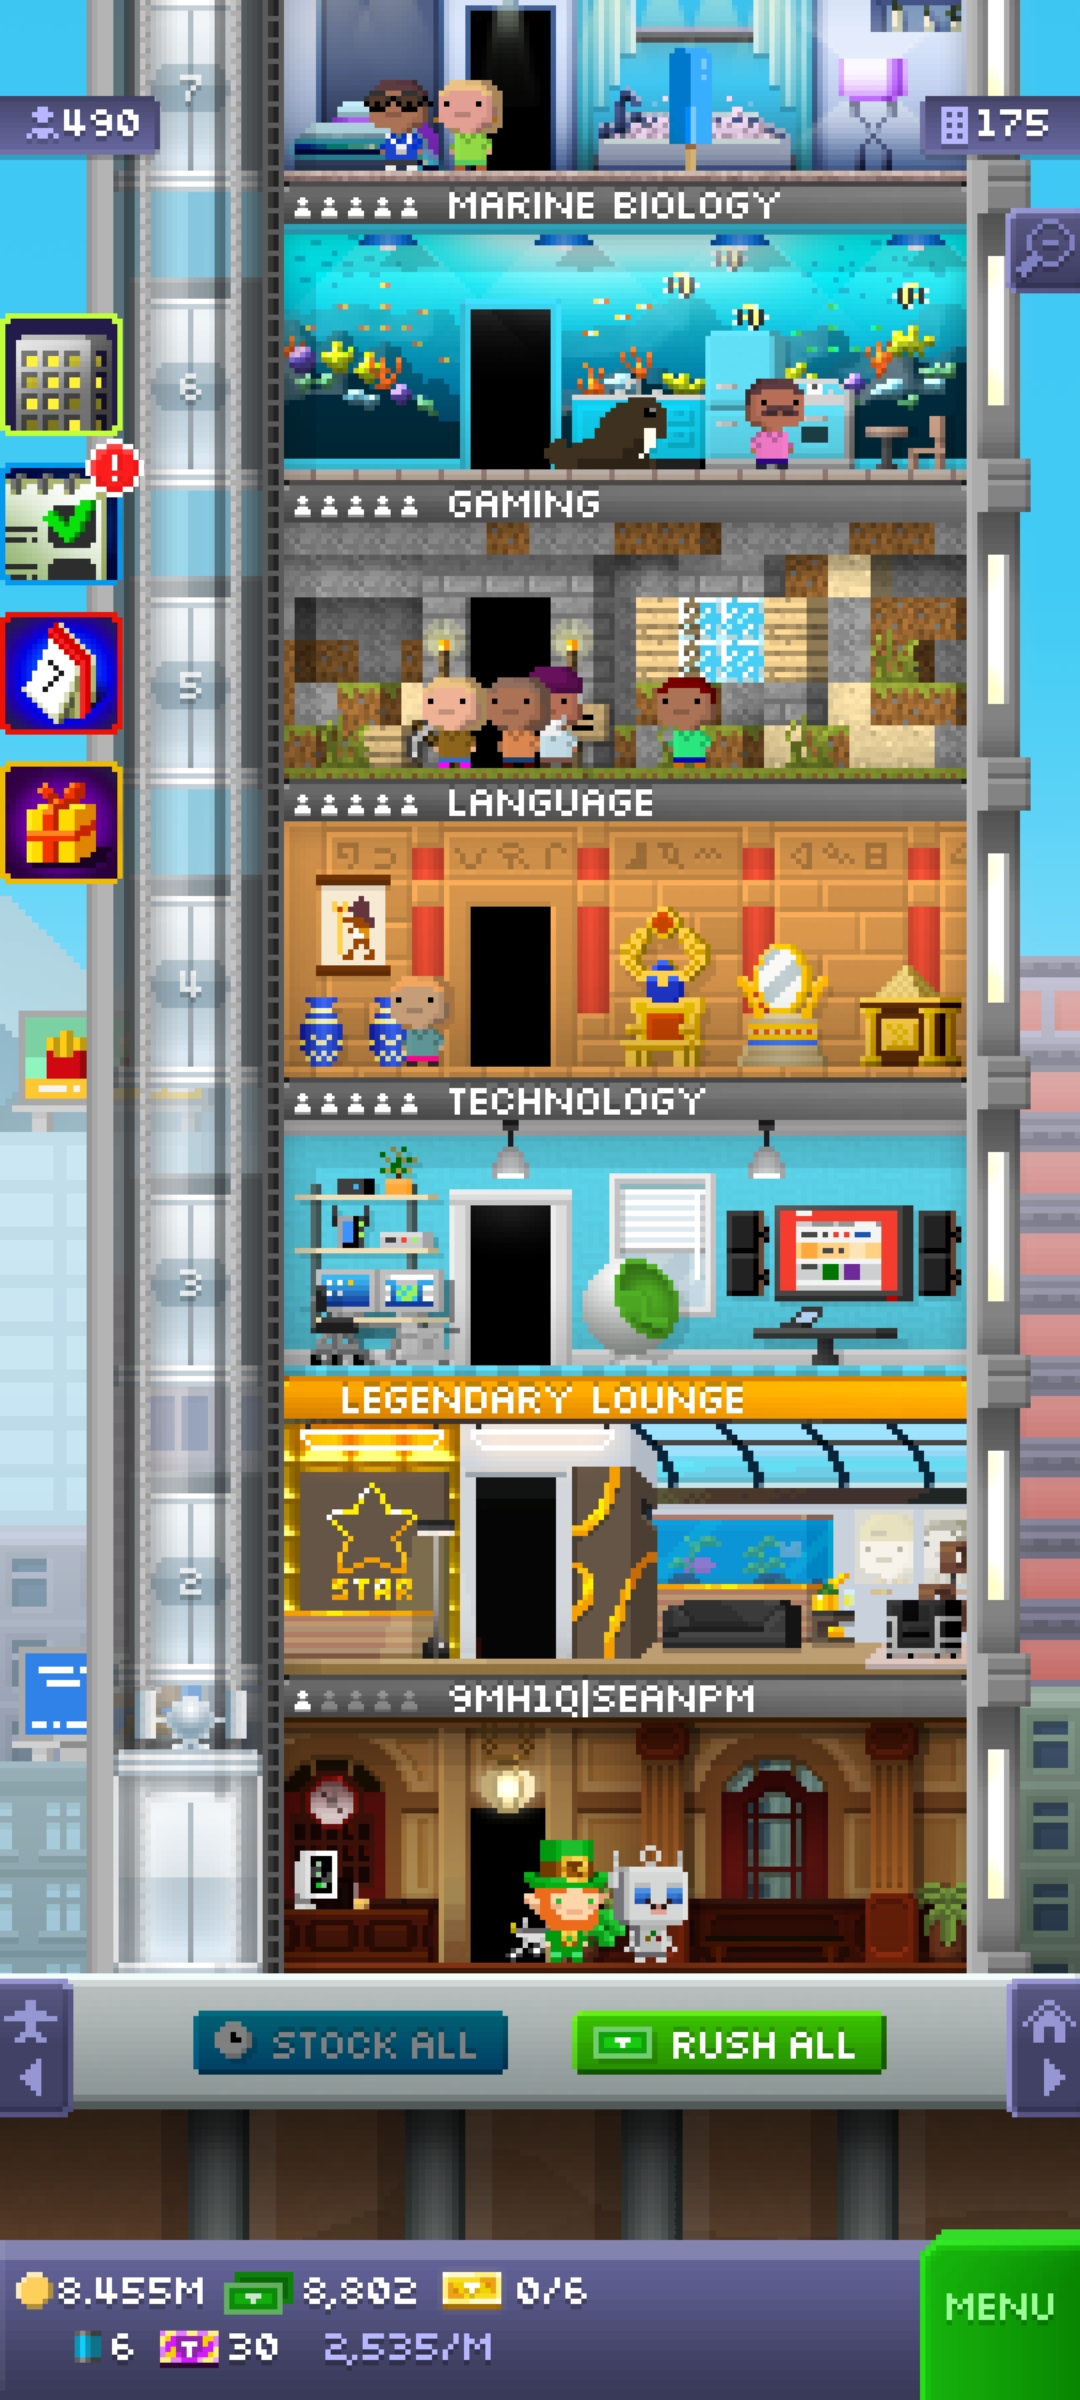 7
490
175
MARINE BIOLOGY
6
GAMING
5
LANGUAGE
4
TECHNOLOGY
3
LEGENDARY LOUNGE
STAR
2
9MH1Q|SEANPM
STOCK ALL
RUSH ALL
8.455M 8,802 0/6
6 T 30 2,535/M
MENU